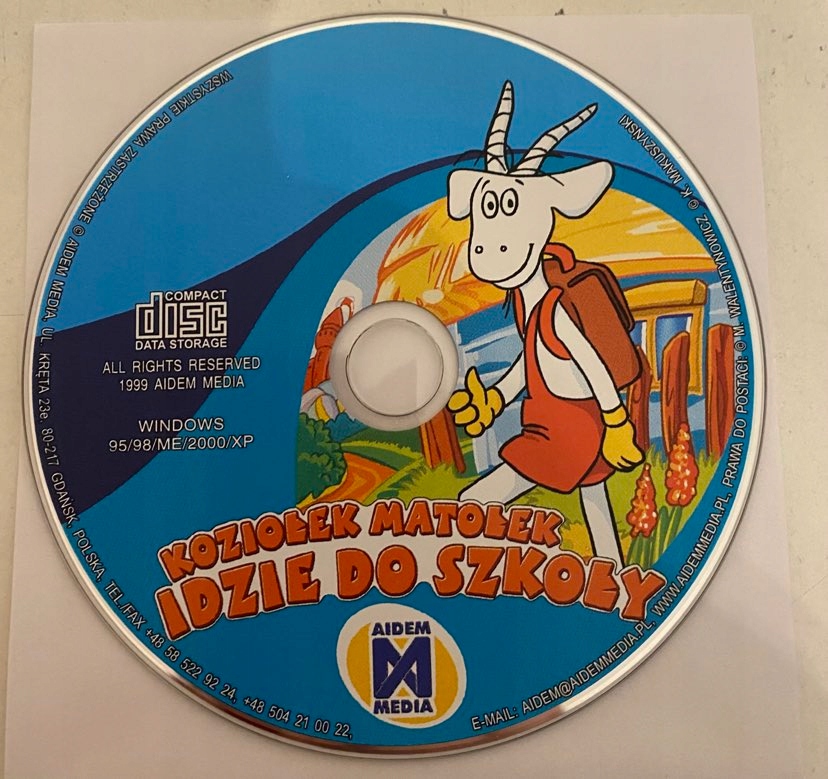 WSZYSTKIE PRAWA ZASTRZEŻONE © AIDEM MEDIA, UL. KRĘTA 23e, 80-217 GDAŃSK, POLSKA, TEL./FAX +48 58 522 92 24, +48 504 21 00 22,
E-MAIL: AIDEM@AIDEMMEDIA.PL, WWW.AIDEMMEDIA.PL, PRAWA DO POSTACI: © M. WALENTYNOWICZ © K. MAKUSZYŃSKI
COMPACT
disc
DATA STORAGE
ALL RIGHTS RESERVED
1999 AIDEM MEDIA
WINDOWS
95/98/ME/2000/XP
KOZIOŁEK MATOŁEK
IDZIE DO SZKOŁY
AIDEM
M
MEDIA